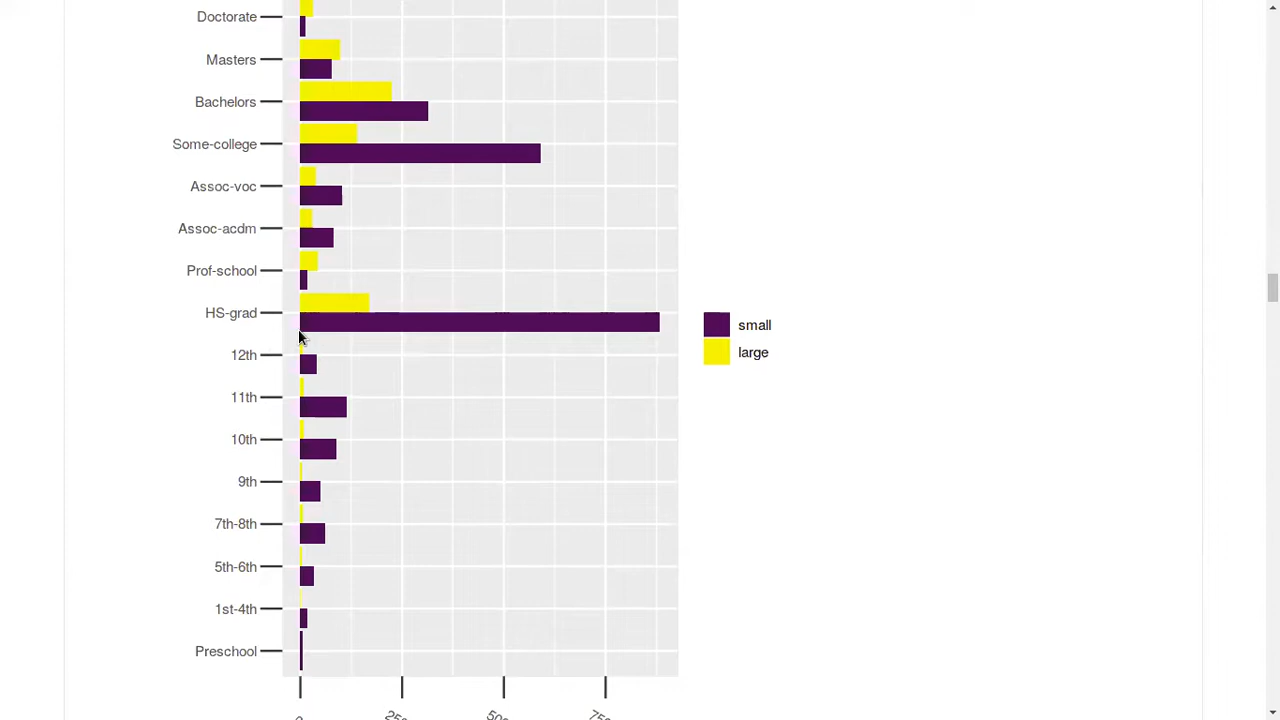 Doctorate
Masters
Bachelors
Some-college
Assoc-voc
Assoc-acdm
Prof-school
HS-grad
12th
11th
10th
9th
7th-8th
5th-6th
1st-4th
Preschool
small
large